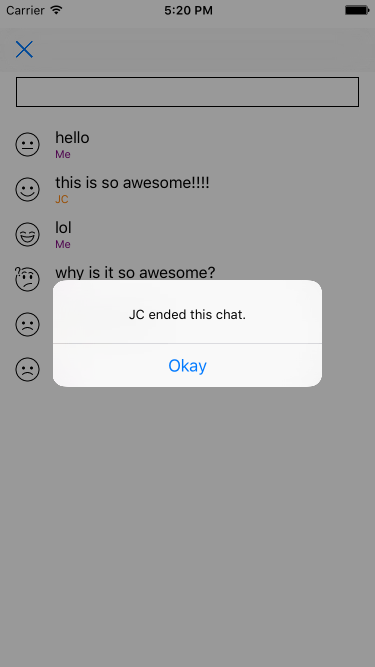 Carrier 5:20 PM
hello
Me
this is so awesome!!!!
JC
lol
Me
why is it so awesome?
JC ended this chat.
Okay